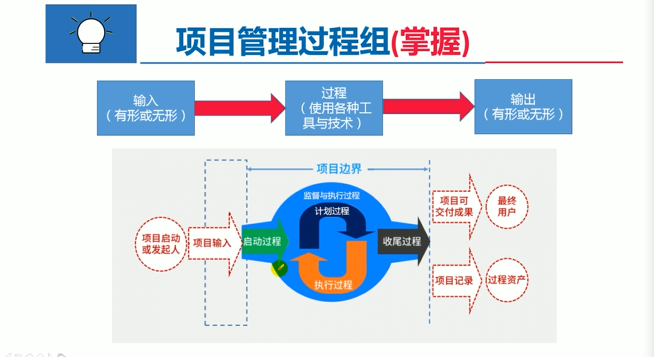 项目管理过程组(掌握)
输入
（有形或无形）
过程
（使用各种工
具与技术）
输出
（有形或无形）
项目边界
监督与执行过程
计划过程
项目启动
或发起人
项目输入
启动过程
收尾过程
执行过程
项目可
交付成果
最终
用户
项目记录
过程资产